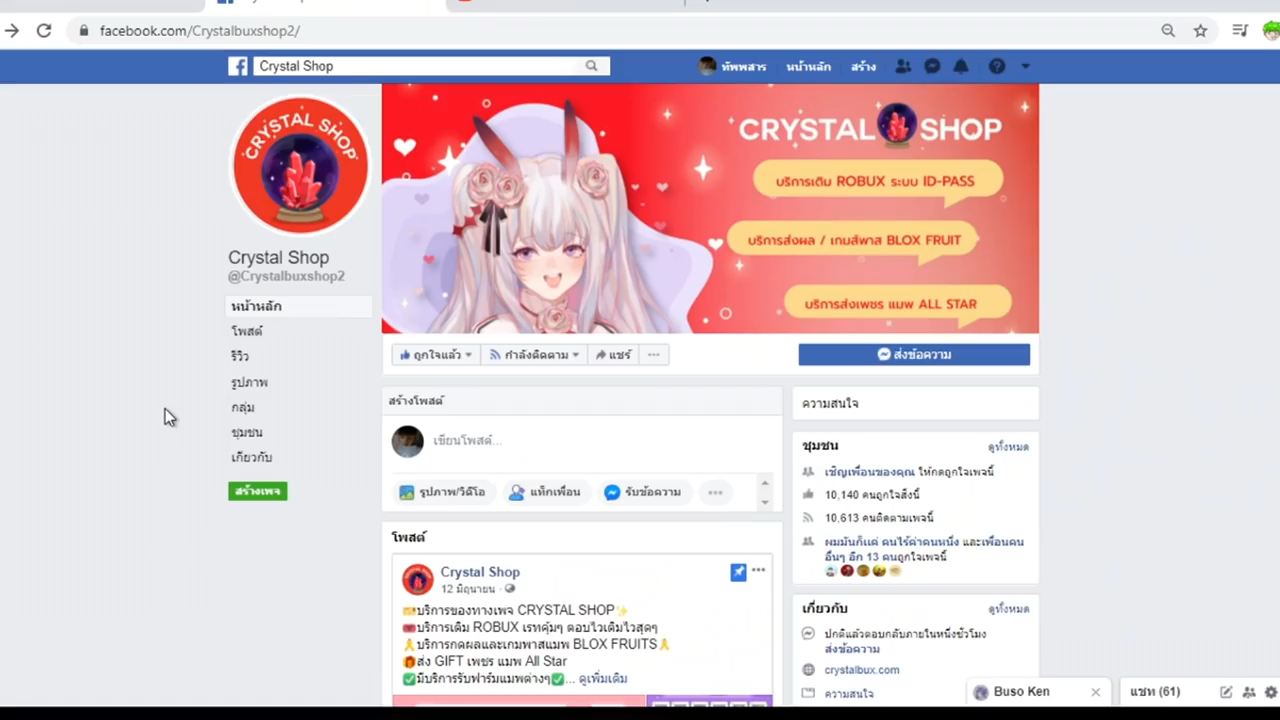 facebook.com/Crystalbuxshop2/
Crystal Shop
ทัพพสาร
หน้าหลัก
สร้าง
CRYSTAL SHOP
CRYSTAL SHOP
บริการเติม ROBUX ระบบ ID-PASS
บริการส่งผล / เกมส์พาส BLOX FRUIT
บริการส่งเพชร แมพ ALL STAR
Crystal Shop
@Crystalbuxshop2
หน้าหลัก
โพสต์
รีวิว
รูปภาพ
กลุ่ม
ชุมชน
เกี่ยวกับ
สร้างเพจ
ถูกใจแล้ว
กำลังติดตาม
แชร์
ส่งข้อความ
สร้างโพสต์
เขียนโพสต์...
รูปภาพ/วิดีโอ
แท็กเพื่อน
รับข้อความ
โพสต์
Crystal Shop
12 มิถุนายน ·
🎫บริการของทางเพจ CRYSTAL SHOP✨
🎟️บริการเติม ROBUX เรทคุ้มๆ ตอบไวเติมไวสุดๆ
🎗️บริการกดผลและเกมพาสแมพ BLOX FRUITS🎗️
🎁ส่ง GIFT เพชร แมพ All Star
✅มีบริการรับฟาร์มแมพต่างๆ✅... ดูเพิ่มเติม
ความสนใจ
ชุมชน
ดูทั้งหมด
เชิญเพื่อนของคุณ ให้กดถูกใจเพจนี้
10,140 คนถูกใจสิ่งนี้
10,613 คนติดตามเพจนี้
ผมมันก็แค่ คนไร้ค่าคนหนึ่ง และเพื่อนคน
อื่นๆ อีก 13 คนถูกใจเพจนี้
เกี่ยวกับ
ดูทั้งหมด
ปกติแล้วตอบกลับภายในหนึ่งชั่วโมง
ส่งข้อความ
crystalbux.com
ความสนใจ
Buso Ken
แชท (61)